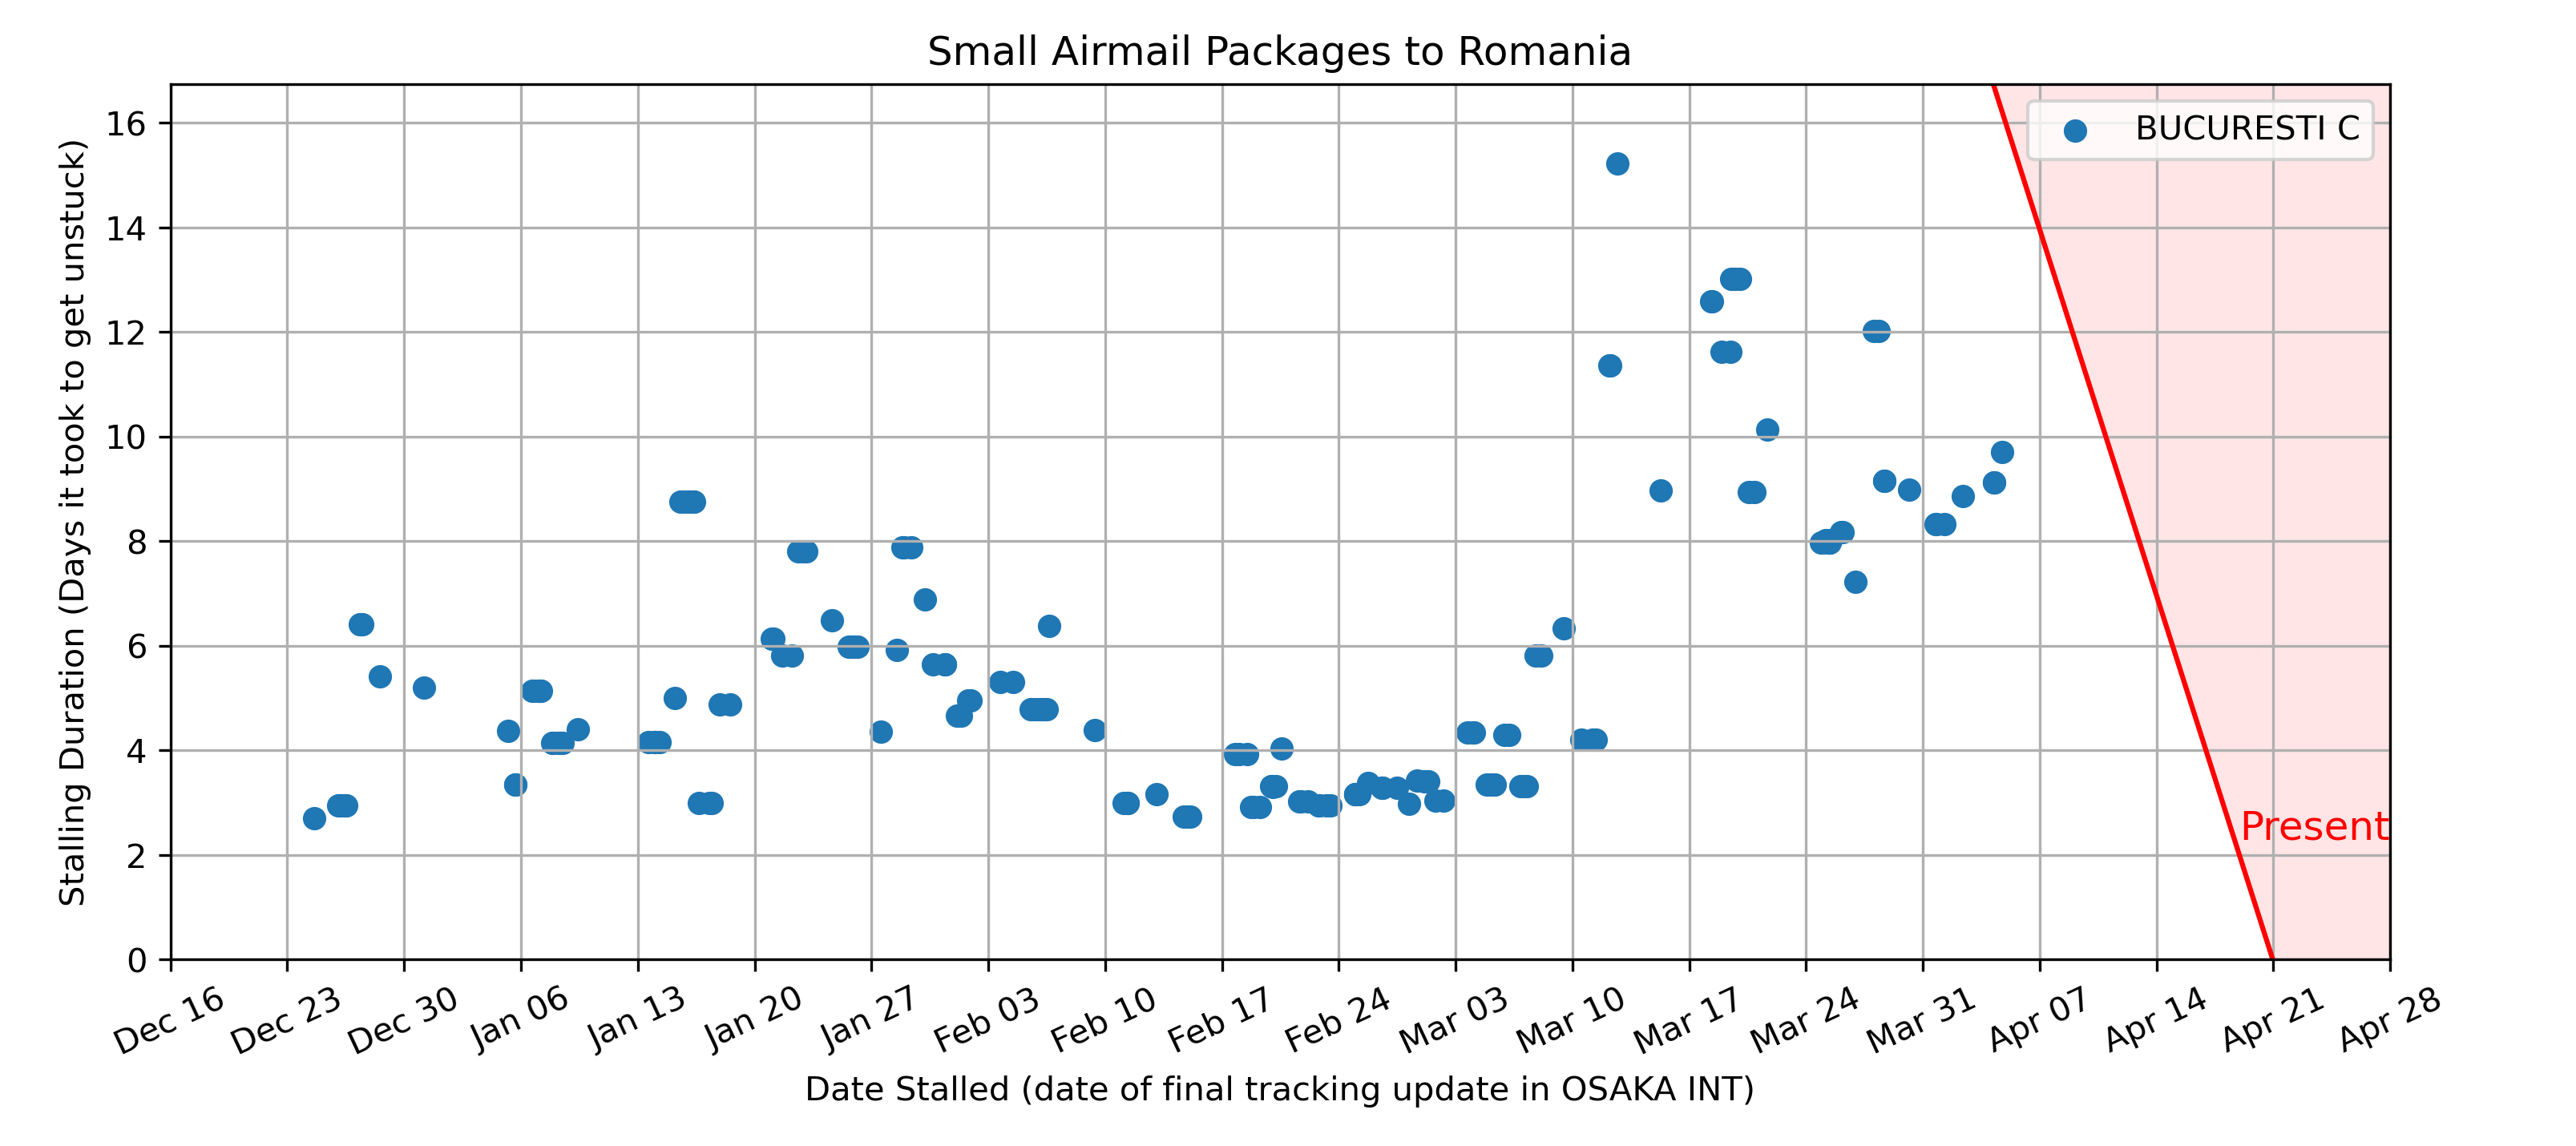 Small Airmail Packages to Romania
BUCURESTI C
Stalling Duration (Days it took to get unstuck)
16
14
12
10
8
6
4
2
0
Present
Dec 16
Dec 23
Dec 30
Jan 06
Jan 13
Jan 20
Jan 27
Feb 03
Feb 10
Feb 17
Feb 24
Mar 03
Mar 10
Mar 17
Mar 24
Mar 31
Apr 07
Apr 14
Apr 21
Apr 28
Date Stalled (date of final tracking update in OSAKA INT)